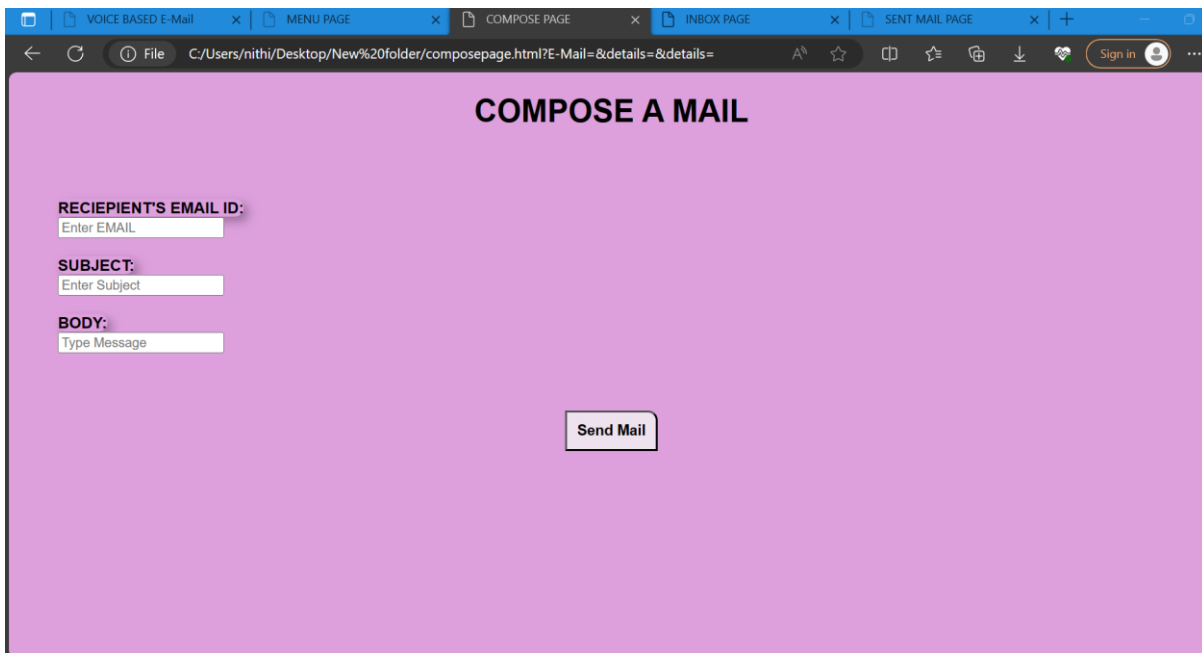 VOICE BASED E-Mail MENU PAGE COMPOSE PAGE INBOX PAGE SENT MAIL PAGE
File C:/Users/nithi/Desktop/New%20folder/composepage.html?E-Mail=&details=&details= Sign in
COMPOSE A MAIL
RECIEPIENT'S EMAIL ID:
Enter EMAIL
SUBJECT:
Enter Subject
BODY:
Type Message
Send Mail